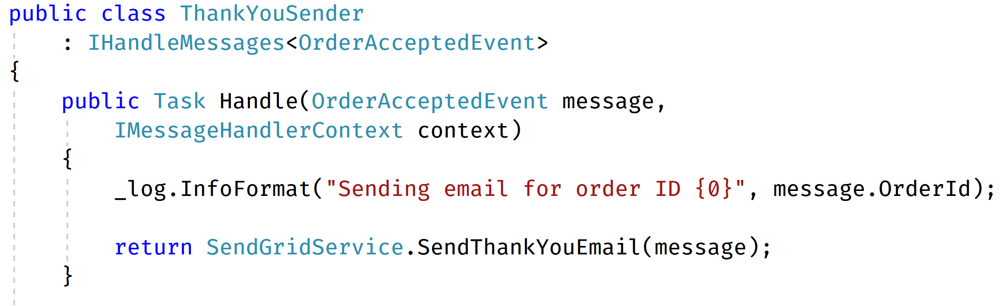 public class ThankYouSender
    : IHandleMessages<OrderAcceptedEvent>
{
    public Task Handle(OrderAcceptedEvent message,
        IMessageHandlerContext context)
    {
        _log.InfoFormat("Sending email for order ID {0}", message.OrderId);

        return SendGridService.SendThankYouEmail(message);
    }